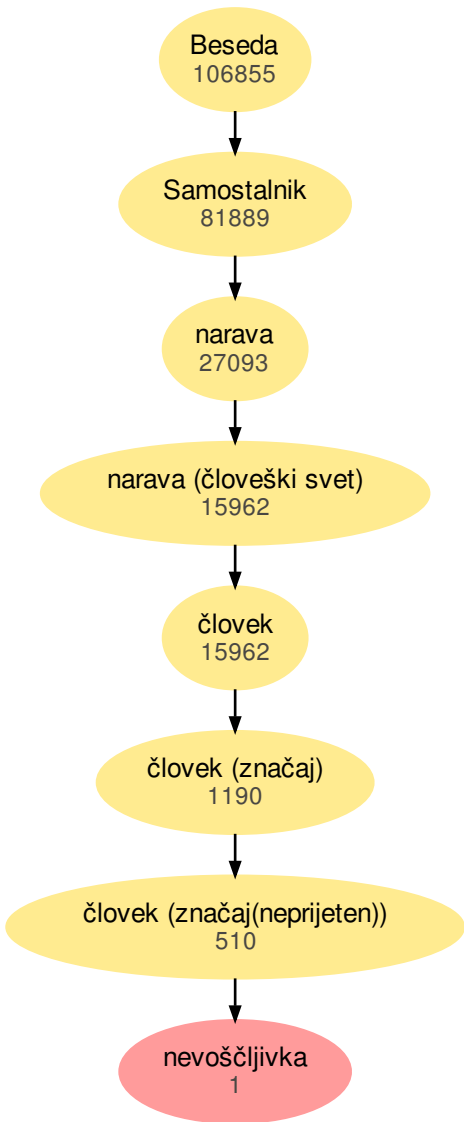 Beseda
106855
Samostalnik
81889
narava
27093
narava (človeški svet)
15962
človek
15962
človek (značaj)
1190
človek (značaj(neprijeten))
510
nevoščljivka
1